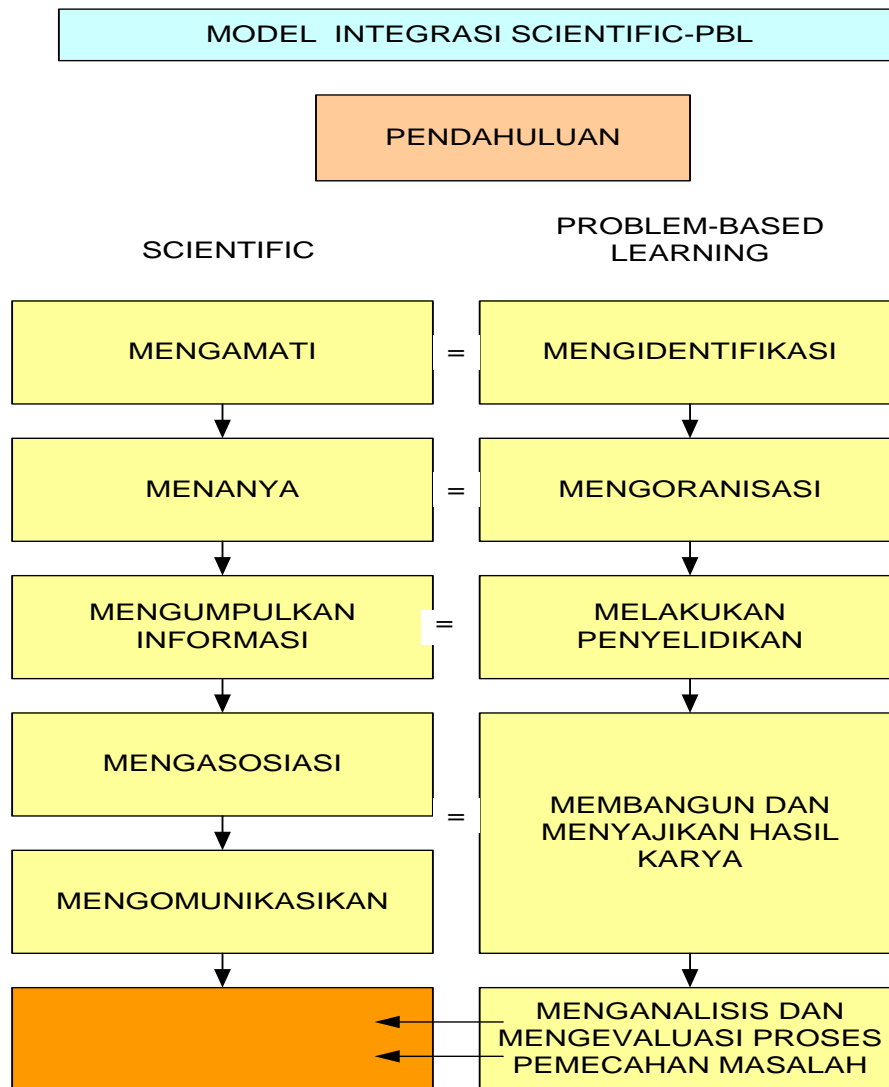 MODEL INTEGRASI SCIENTIFIC-PBL
PENDAHULUAN
SCIENTIFIC
PROBLEM-BASED
LEARNING
MENGAMATI
=
MENGIDENTIFIKASI
MENANYA
=
MENGORANISASI
MENGUMPULKAN
INFORMASI
=
MELAKUKAN
PENYELIDIKAN
MENGASOSIASI
=
MEMBANGUN DAN
MENYAJIKAN HASIL
KARYA
MENGOMUNIKASIKAN
MENGANALISIS DAN
MENGEVALUASI PROSES
PEMECAHAN MASALAH